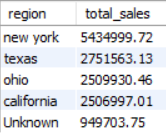 region total_sales
new york 5434999.72
texas 2751563.13
ohio 2509930.46
california 2506997.01
Unknown 949703.75